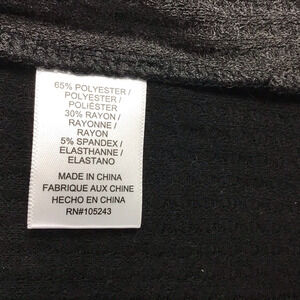 65% POLYESTER /
POLYESTER /
POLIÉSTER
30% RAYON /
RAYONNE /
RAYON
5% SPANDEX /
ELASTHANNE /
ELASTANO
MADE IN CHINA
FABRIQUE AUX CHINE
HECHO EN CHINA
RN#105243